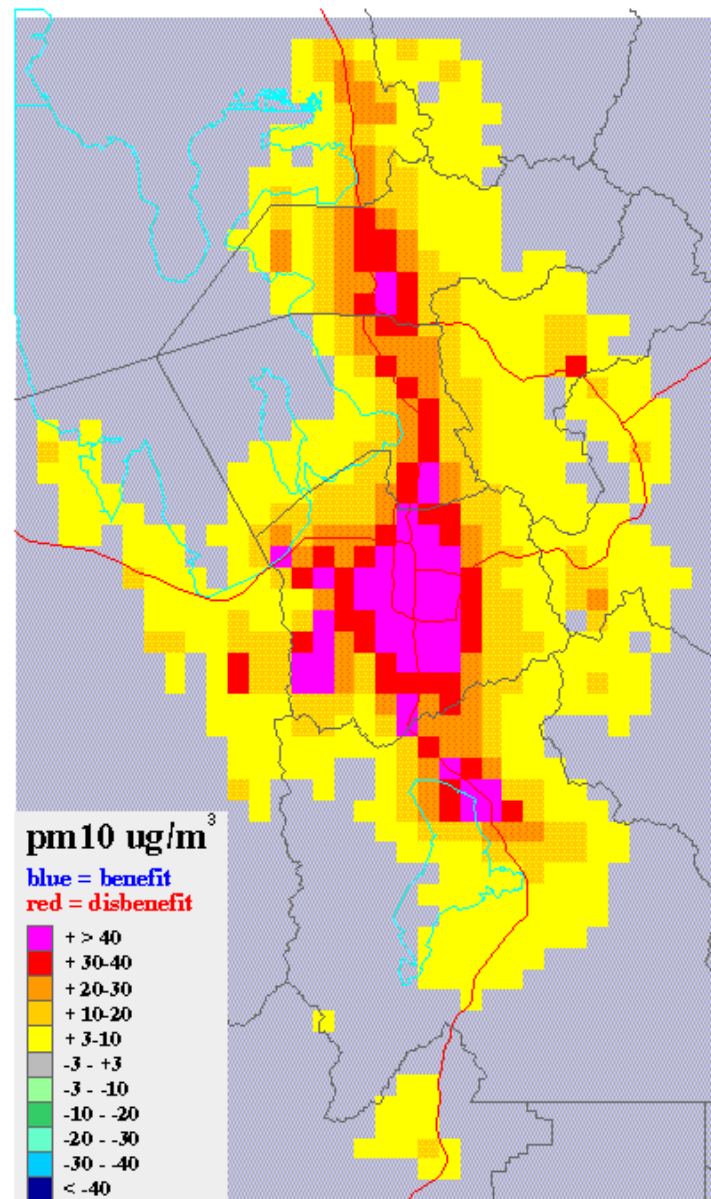 pm10 ug/m³
blue = benefit
red = disbenefit
+ > 40
+ 30-40
+ 20-30
+ 10-20
+ 3-10
-3 - +3
-3 - -10
-10 - -20
-20 - -30
-30 - -40
< -40